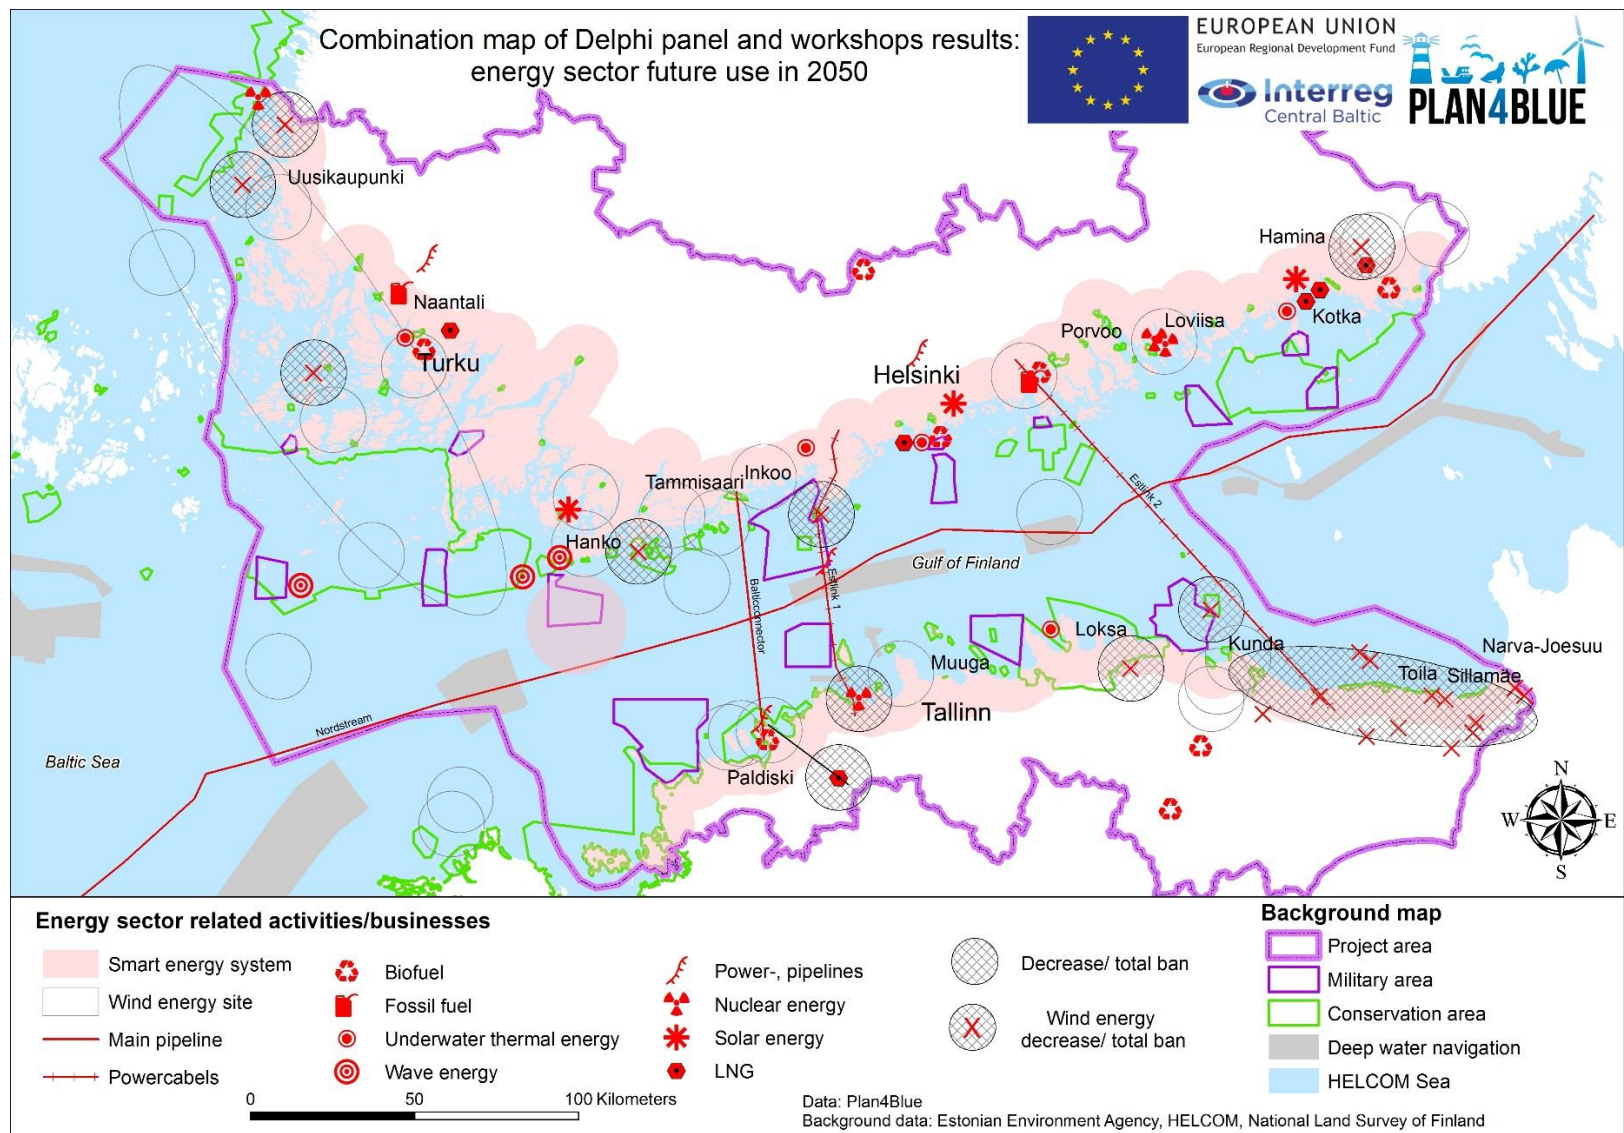 Combination map of Delphi panel and workshops results:
energy sector future use in 2050
EUROPEAN UNION
European Regional Development Fund
Interreg
Central Baltic
PLAN4BLUE
Uusikaupunki
Hamina
Naantali
Kotka
Loviisa
Porvoo
Turku
Helsinki
Inkoo
Tammisaari
Estlink 2
Hanko
Gulf of Finland
Estlink 1
Balticconnector
Loksa
Kunda
Narva-Joesuu
Muuga
Toila
Sillamäe
Tallinn
Nordstream
Baltic Sea
Paldiski
N
W
E
S
Energy sector related activities/businesses
Smart energy system
Wind energy site
Main pipeline
Powercabels
Biofuel
Fossil fuel
Underwater thermal energy
Wave energy
Power-, pipelines
Nuclear energy
Solar energy
LNG
Decrease/ total ban
Wind energy
decrease/ total ban
Background map
Project area
Military area
Conservation area
Deep water navigation
HELCOM Sea
0 50 100 Kilometers
Data: Plan4Blue
Background data: Estonian Environment Agency, HELCOM, National Land Survey of Finland